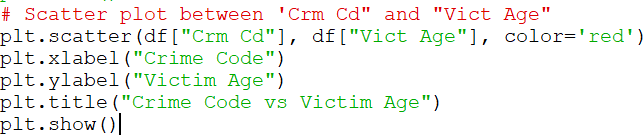 # Scatter plot between 'Crm Cd" and "Vict Age"
plt.scatter(df["Crm Cd"], df["Vict Age"], color='red')
plt.xlabel("Crime Code")
plt.ylabel("Victim Age")
plt.title("Crime Code vs Victim Age")
plt.show()